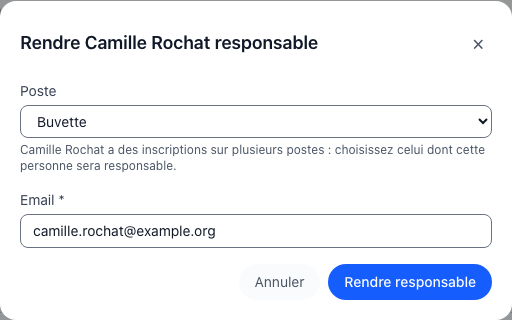 Rendre Camille Rochat responsable
Poste
Buvette
Camille Rochat a des inscriptions sur plusieurs postes : choisissez celui dont cette
personne sera responsable.
Email *
camille.rochat@example.org
Annuler
Rendre responsable